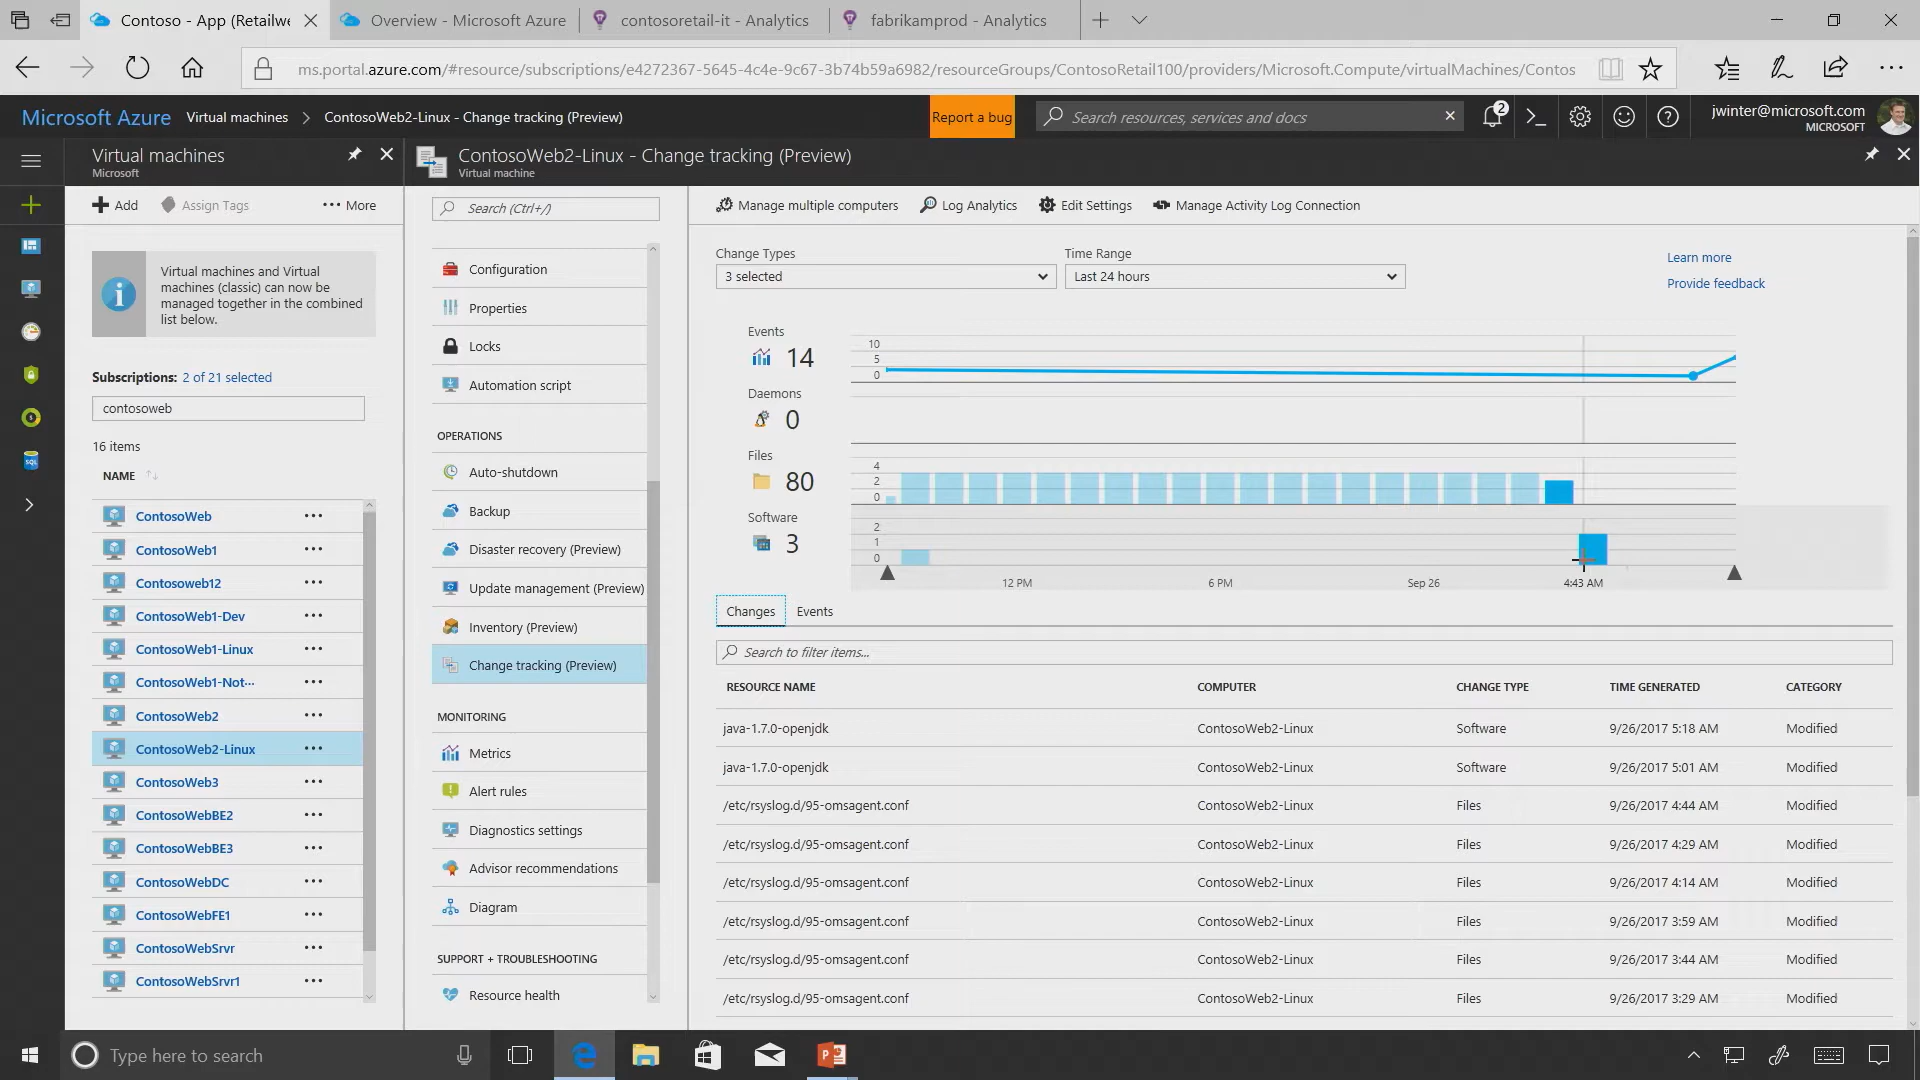 Contoso - App (Retailwe
Overview - Microsoft Azure
contosoretail-it - Analytics
fabrikamprod - Analytics
ms.portal.azure.com/#resource/subscriptions/e4272367-5645-4c4e-9c67-3b74b59a6982/resourceGroups/ContosoRetail100/providers/Microsoft.Compute/virtualMachines/Contos
Microsoft Azure
Virtual machines
ContosoWeb2-Linux - Change tracking (Preview)
Report a bug
Search resources, services and docs
2
jwinter@microsoft.com
MICROSOFT
Virtual machines
Microsoft
ContosoWeb2-Linux - Change tracking (Preview)
Virtual machine
Add
Assign Tags
More
Virtual machines and Virtual
machines (classic) can now be
managed together in the combined
list below.
Subscriptions: 2 of 21 selected
contosoweb
16 items
NAME
ContosoWeb
ContosoWeb1
Contosoweb12
ContosoWeb1-Dev
ContosoWeb1-Linux
ContosoWeb1-Not...
ContosoWeb2
ContosoWeb2-Linux
ContosoWeb3
ContosoWebBE2
ContosoWebBE3
ContosoWebDC
ContosoWebFE1
ContosoWebSrvr
ContosoWebSrvr1
SQL
Search (Ctrl+/)
Configuration
Properties
Locks
Automation script
OPERATIONS
Auto-shutdown
Backup
Disaster recovery (Preview)
Update management (Preview)
Inventory (Preview)
Change tracking (Preview)
MONITORING
Metrics
Alert rules
Diagnostics settings
Advisor recommendations
Diagram
SUPPORT + TROUBLESHOOTING
Resource health
Manage multiple computers
Log Analytics
Edit Settings
Manage Activity Log Connection
Change Types
3 selected
Time Range
Last 24 hours
Learn more
Provide feedback
Events
14
10
5
0
Daemons
0
Files
80
4
2
0
Software
3
2
1
0
12 PM
6 PM
Sep 26
4:43 AM
Changes
Events
Search to filter items...
RESOURCE NAME COMPUTER CHANGE TYPE TIME GENERATED CATEGORY
java-1.7.0-openjdk ContosoWeb2-Linux Software 9/26/2017 5:18 AM Modified
java-1.7.0-openjdk ContosoWeb2-Linux Software 9/26/2017 5:01 AM Modified
/etc/rsyslog.d/95-omsagent.conf ContosoWeb2-Linux Files 9/26/2017 4:44 AM Modified
/etc/rsyslog.d/95-omsagent.conf ContosoWeb2-Linux Files 9/26/2017 4:29 AM Modified
/etc/rsyslog.d/95-omsagent.conf ContosoWeb2-Linux Files 9/26/2017 4:14 AM Modified
/etc/rsyslog.d/95-omsagent.conf ContosoWeb2-Linux Files 9/26/2017 3:59 AM Modified
/etc/rsyslog.d/95-omsagent.conf ContosoWeb2-Linux Files 9/26/2017 3:44 AM Modified
/etc/rsyslog.d/95-omsagent.conf ContosoWeb2-Linux Files 9/26/2017 3:29 AM Modified
Type here to search